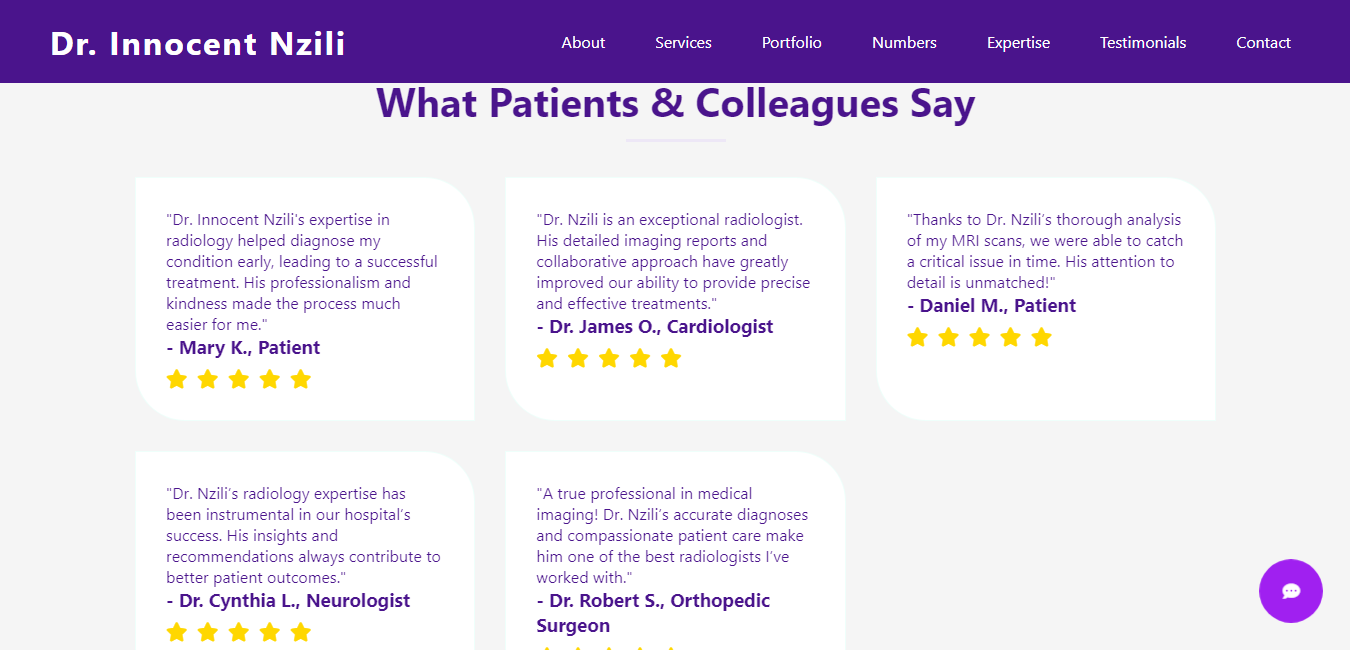 Dr. Innocent Nzili
About
Services
Portfolio
Numbers
Expertise
Testimonials
Contact
What Patients & Colleagues Say
"Dr. Innocent Nzili's expertise in
radiology helped diagnose my
condition early, leading to a successful
treatment. His professionalism and
kindness made the process much
easier for me."
- Mary K., Patient
"Dr. Nzili is an exceptional radiologist.
His detailed imaging reports and
collaborative approach have greatly
improved our ability to provide precise
and effective treatments."
- Dr. James O., Cardiologist
"Thanks to Dr. Nzili’s thorough analysis
of my MRI scans, we were able to catch
a critical issue in time. His attention to
detail is unmatched!"
- Daniel M., Patient
"Dr. Nzili’s radiology expertise has
been instrumental in our hospital’s
success. His insights and
recommendations always contribute to
better patient outcomes."
- Dr. Cynthia L., Neurologist
"A true professional in medical
imaging! Dr. Nzili’s accurate diagnoses
and compassionate patient care make
him one of the best radiologists I’ve
worked with."
- Dr. Robert S., Orthopedic
Surgeon